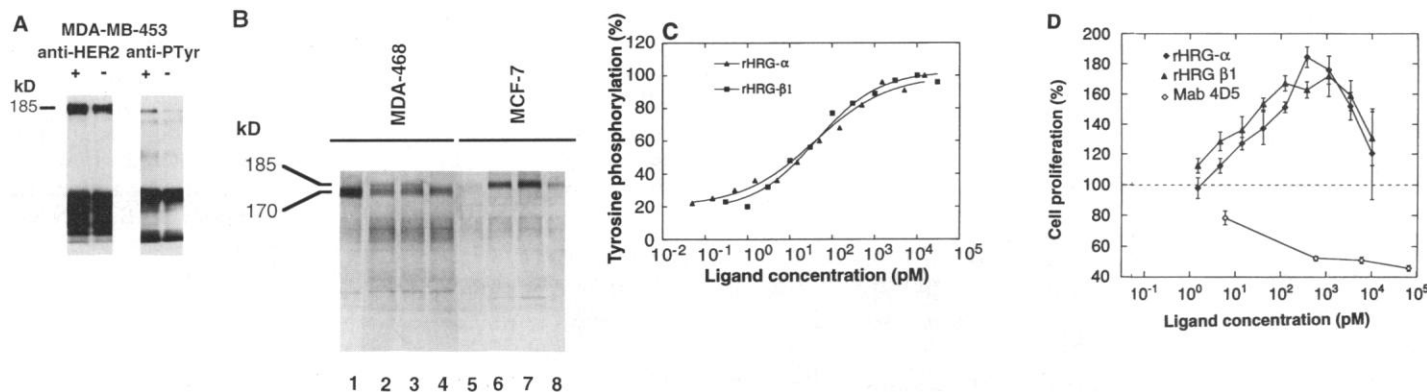 A
MDA-MB-453
anti-HER2 anti-PTyr
+ - + -
kD
185
B
MDA-468
MCF-7
kD
185
170
1 2 3 4 5 6 7 8
C
Tyrosine phosphorylation (%)
120
100
80
60
40
20
0
rHRG-α
rHRG-β1
10-2 10-1 100 101 102 103 104 105
Ligand concentration (pM)
D
Cell proliferation (%)
200
180
160
140
120
100
80
60
40
rHRG-α
rHRG β1
Mab 4D5
10-1 100 101 102 103 104 105
Ligand concentration (pM)